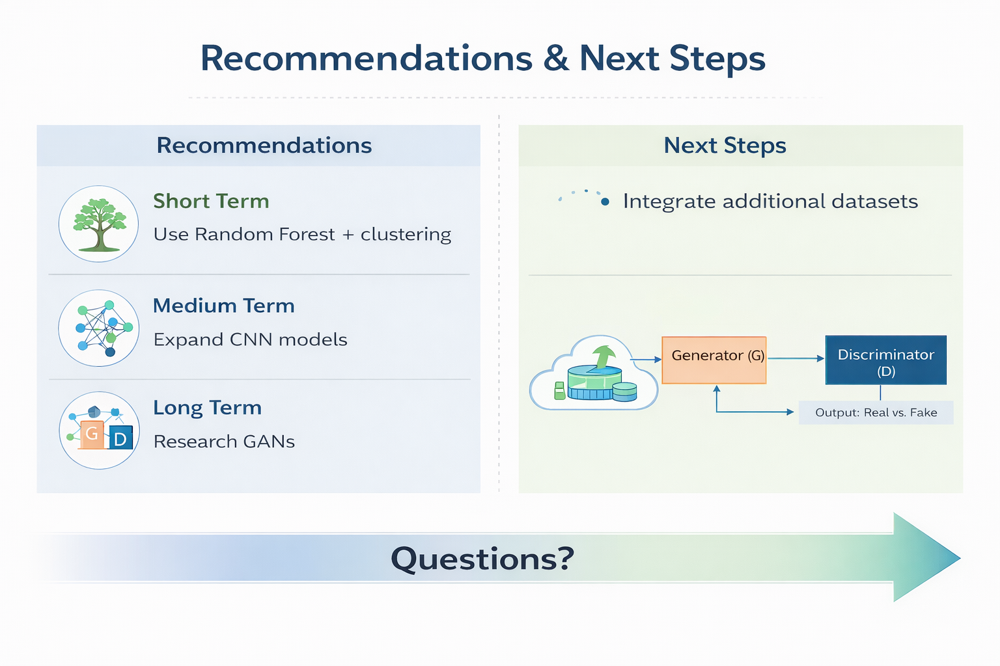 Recommendations & Next Steps
Recommendations
Short Term
Use Random Forest + clustering
Medium Term
Expand CNN models
G
D
Long Term
Research GANs
Next Steps
Integrate additional datasets
Generator (G)
Discriminator
(D)
Output: Real vs. Fake
Questions?